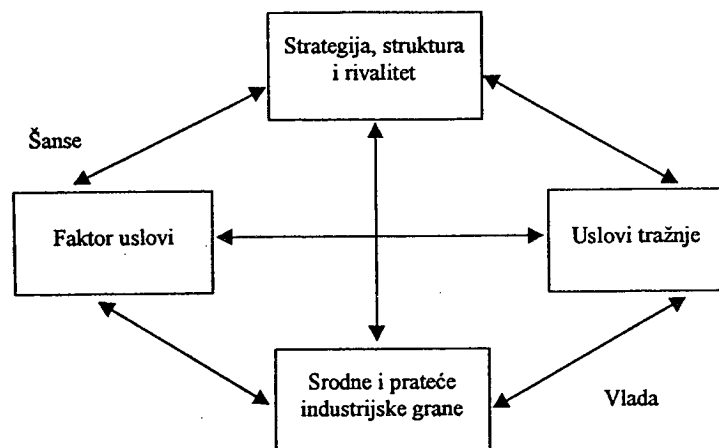 Strategija, struktura
i rivalitet
Šanse
Faktor uslovi
Uslovi tražnje
Srodne i prateće
industrijske grane
Vlada